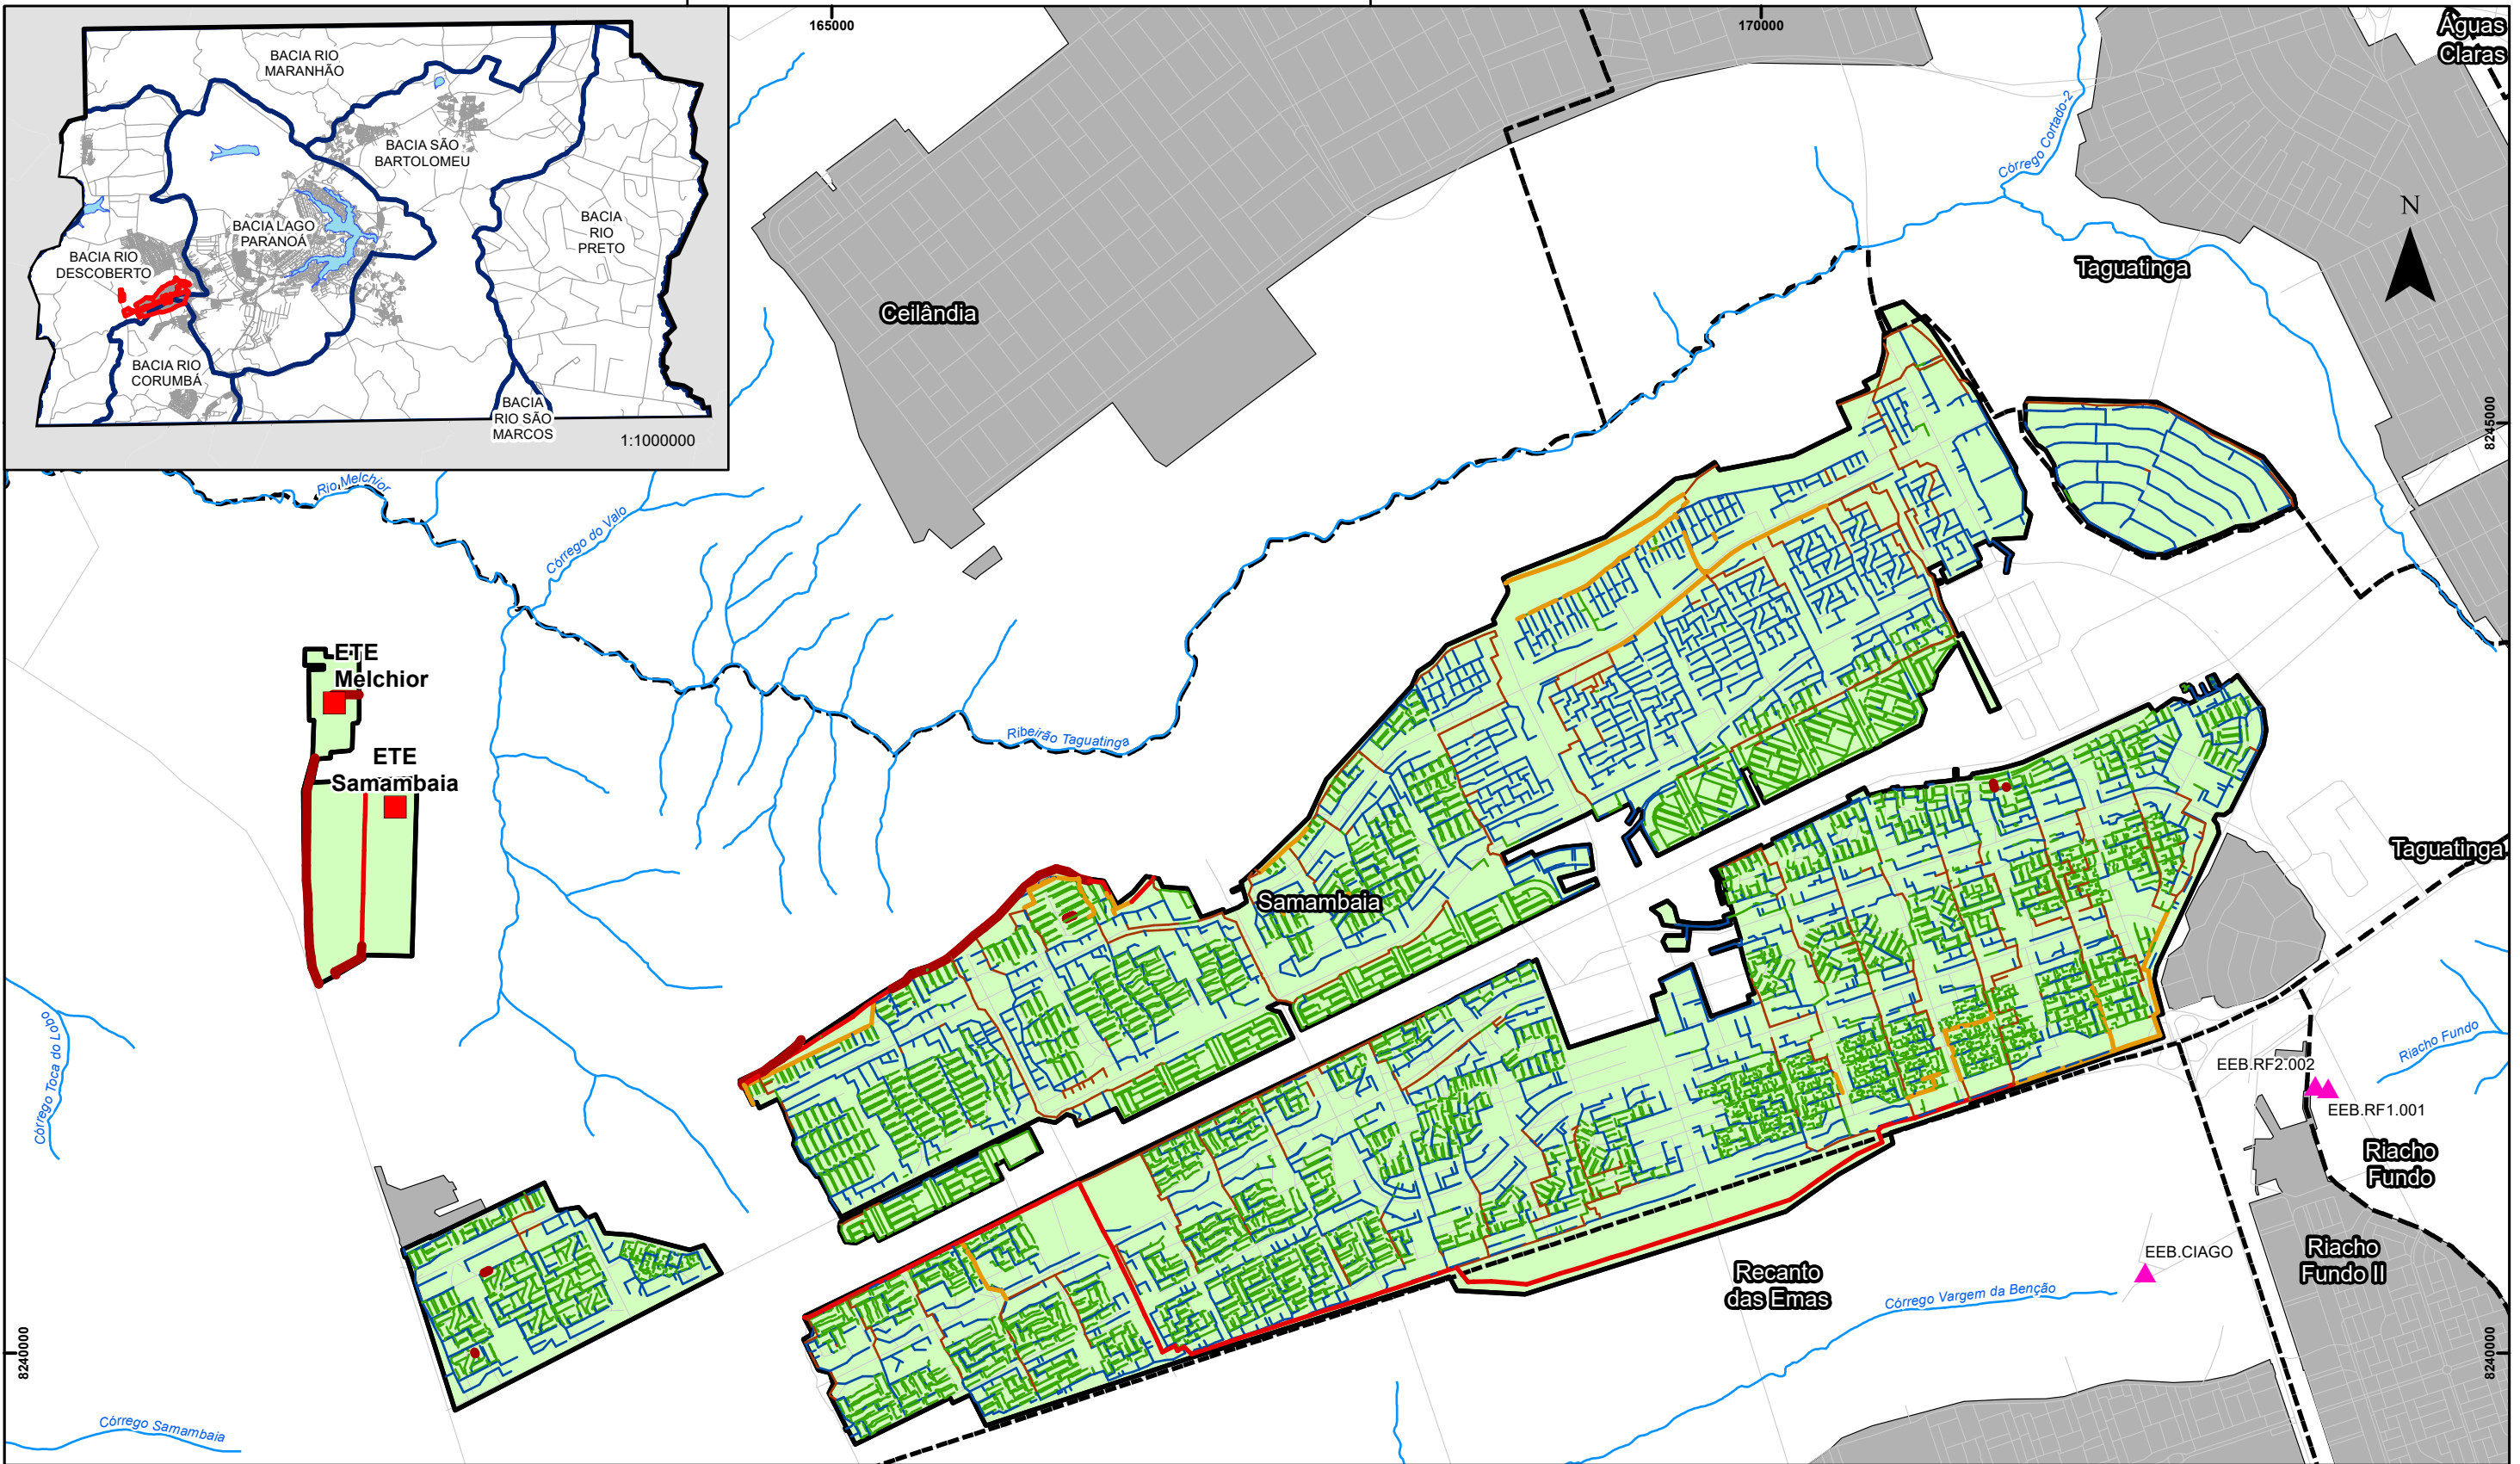 165000
170000
Águas
Claras
BACIA RIO
MARANHÃO
BACIA SÃO
BARTOLOMEU
BACIA LAGO
PARANOÁ
BACIA
RIO
PRETO
BACIA RIO
DESCOBERTO
BACIA RIO
CORUMBÁ
BACIA
RIO SÃO
MARCOS
1:1000000
Córrego Cortado-2
N
Taguatinga
Ceilândia
8245000
Rio Melchior
Córrego do Valo
ETE
Melchior
Ribeirão Taguatinga
ETE
Samambaia
Taguatinga
Samambaia
Córrego Toca do Lobo
Riacho Fundo
EEB.RF2.002
EEB.RF1.001
Riacho
Fundo
EEB.CIAGO
Riacho
Fundo II
Recanto
das Emas
Córrego Vargem da Benção
8240000
8240000
Córrego Samambaia